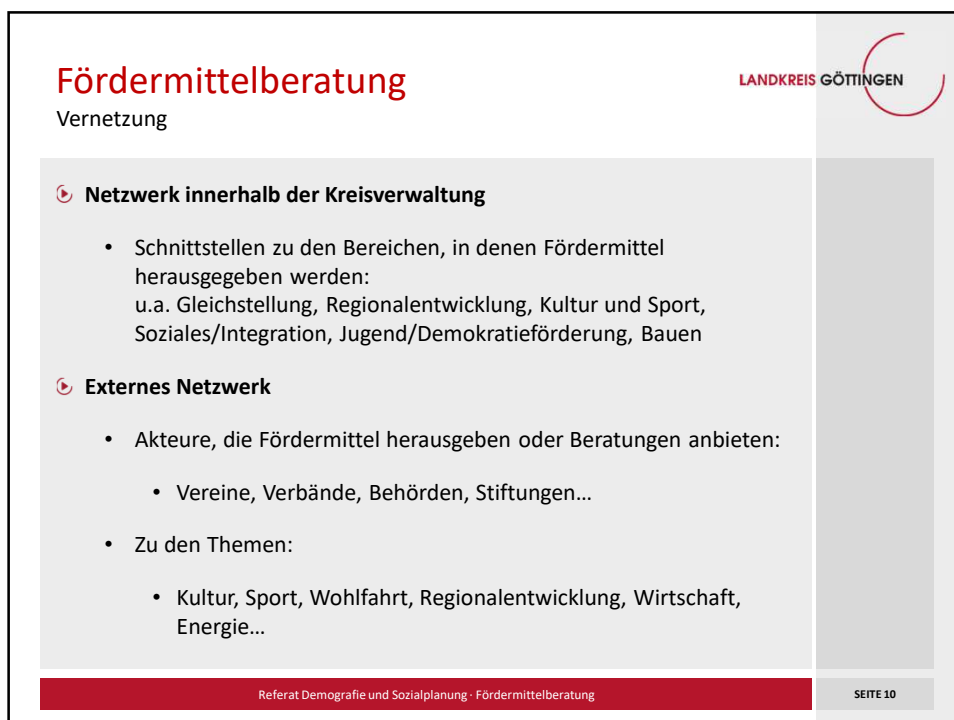 Fördermittelberatung
Vernetzung
LANDKREIS GÖTTINGEN
Netzwerk innerhalb der Kreisverwaltung
• Schnittstellen zu den Bereichen, in denen Fördermittel
herausgegeben werden:
u.a. Gleichstellung, Regionalentwicklung, Kultur und Sport,
Soziales/Integration, Jugend/Demokratieförderung, Bauen
Externes Netzwerk
• Akteure, die Fördermittel herausgeben oder Beratungen anbieten:
• Vereine, Verbände, Behörden, Stiftungen…
• Zu den Themen:
• Kultur, Sport, Wohlfahrt, Regionalentwicklung, Wirtschaft,
Energie…
Referat Demografie und Sozialplanung · Fördermittelberatung
SEITE 10